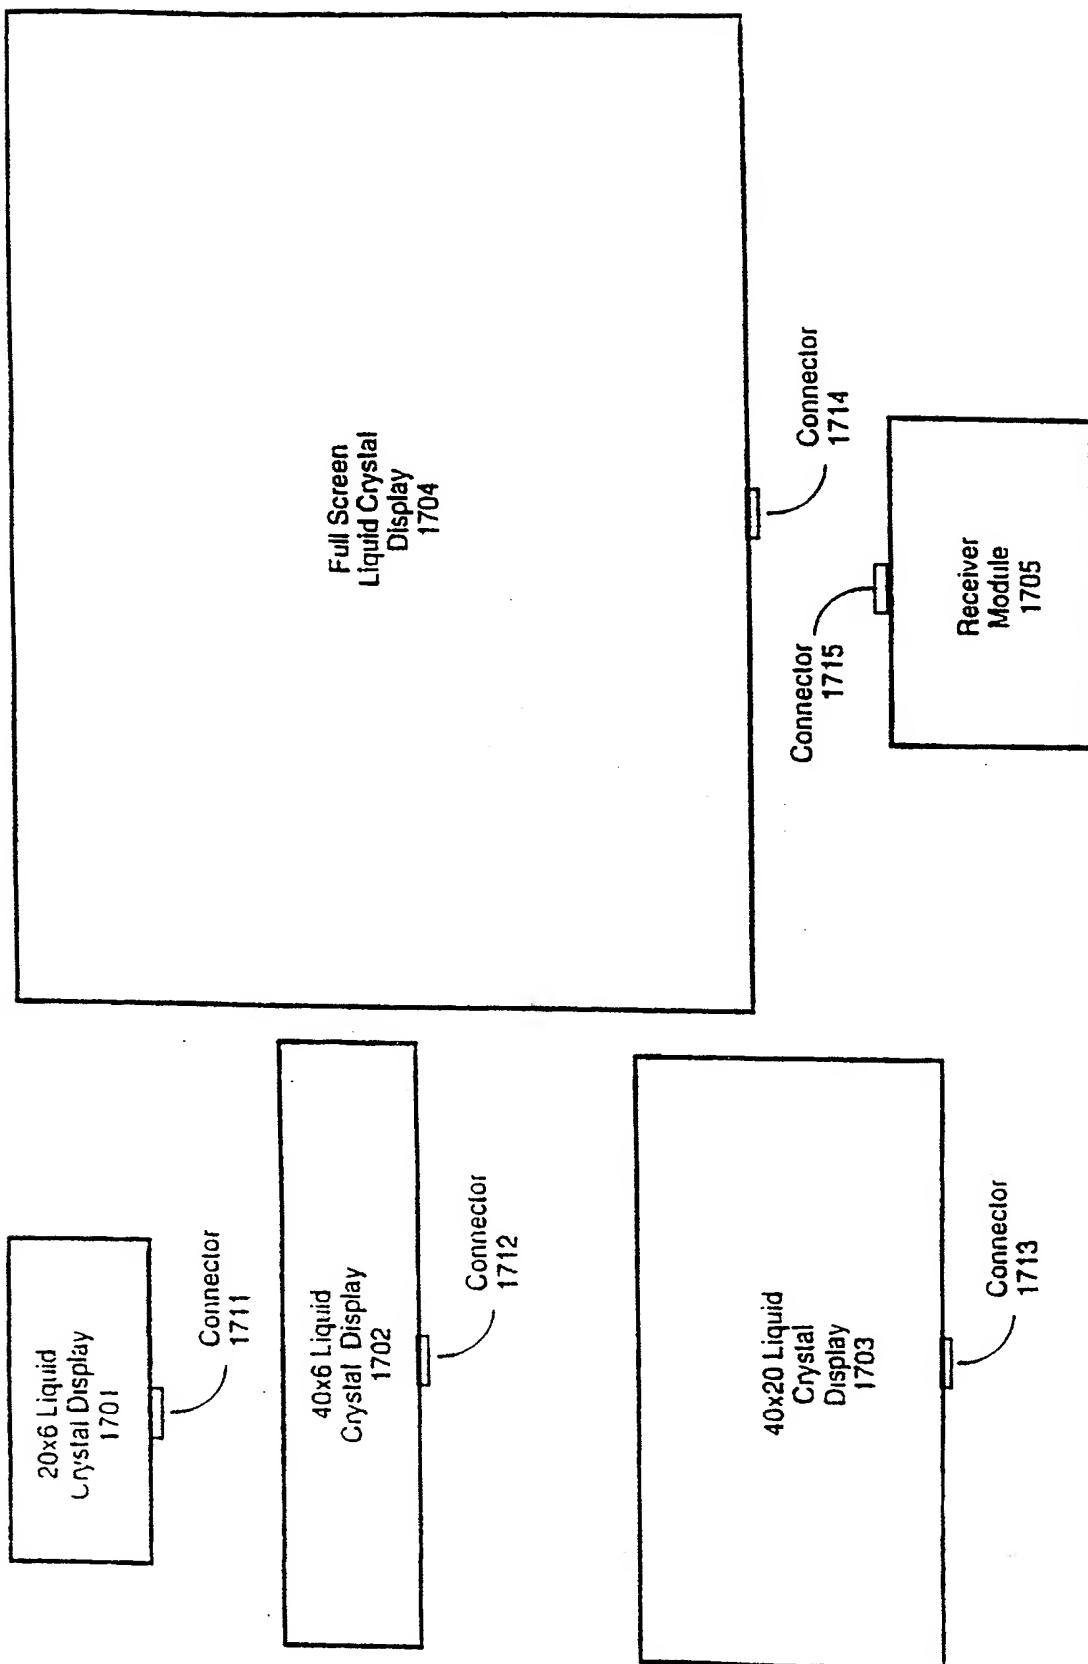 20x6 Liquid
Crystal Display
1701
Connector
1711
40x6 Liquid
Crystal Display
1702
Connector
1712
40x20 Liquid
Crystal
Display
1703
Connector
1713
Full Screen
Liquid Crystal
Display
1704
Connector
1714
Connector
1715
Receiver
Module
1705